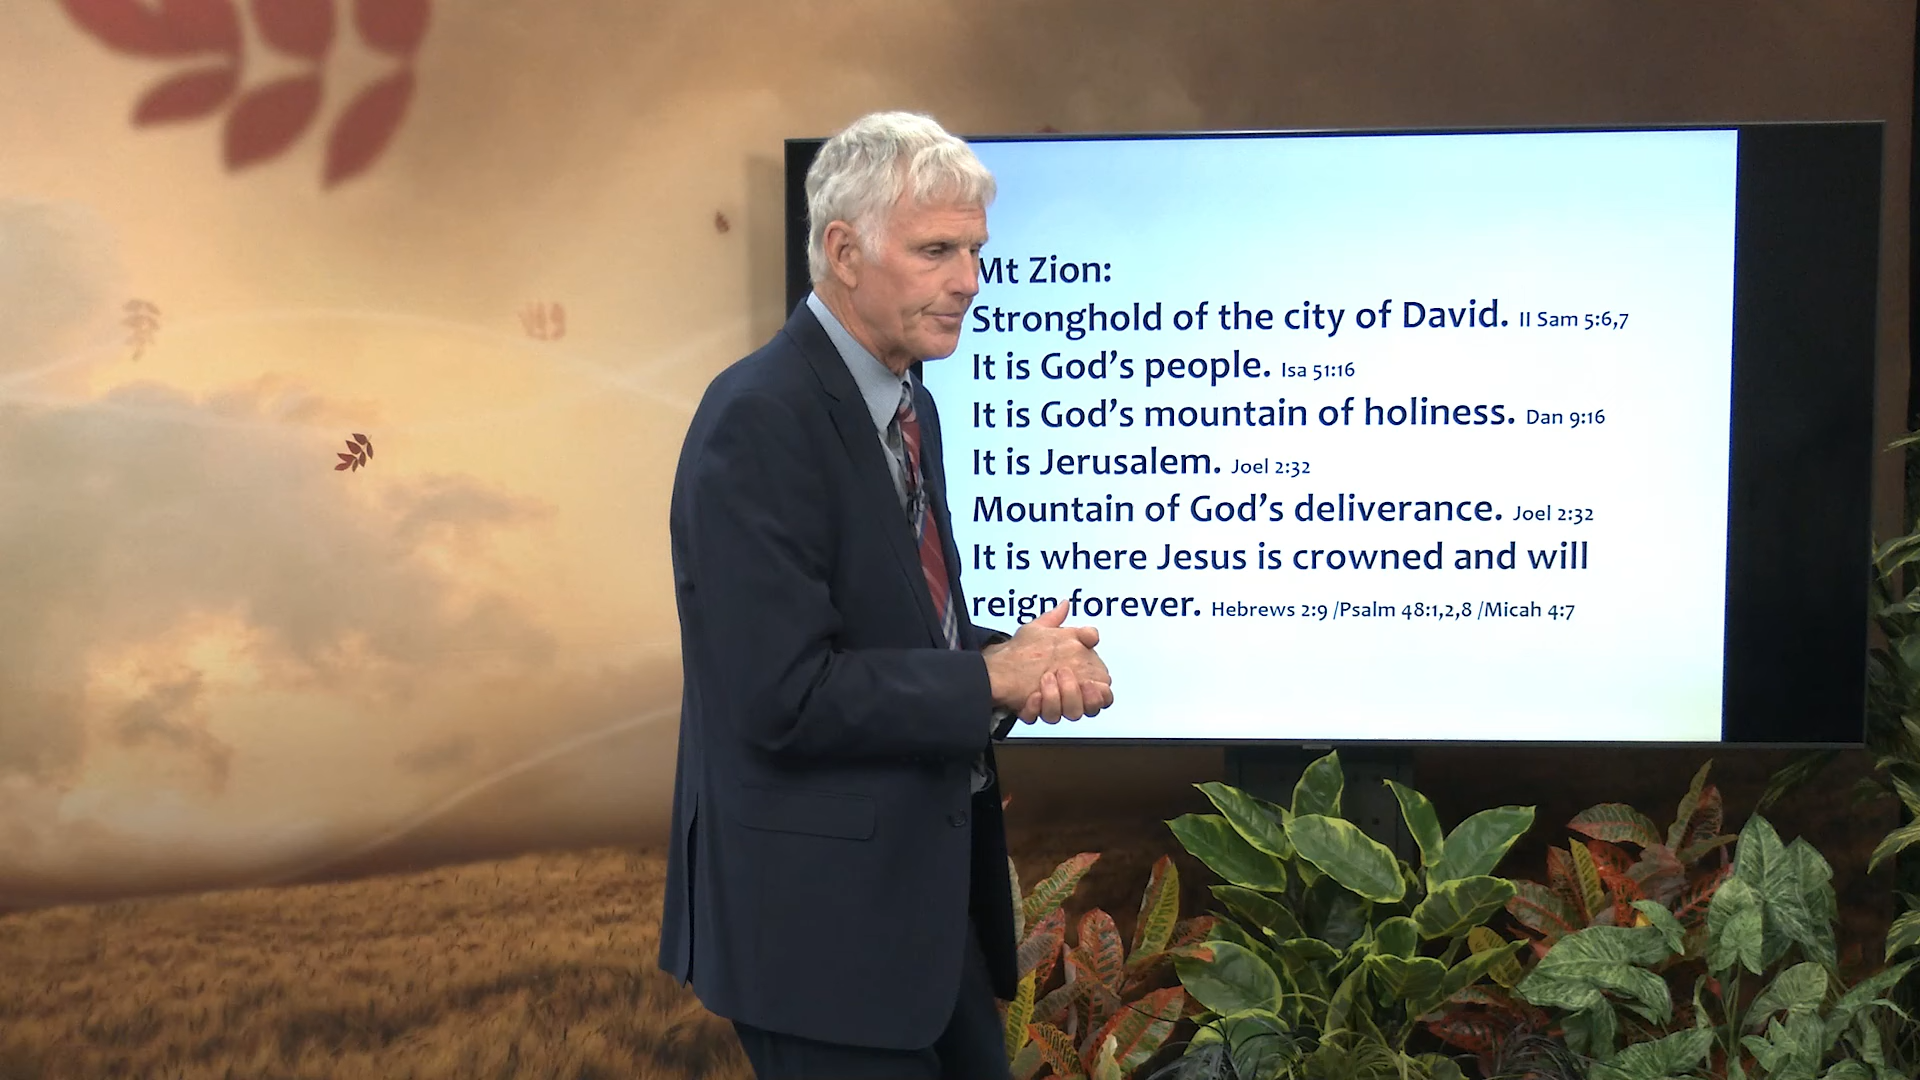 Mt Zion:
Stronghold of the city of David. II Sam 5:6,7
It is God's people. Isa 51:16
It is God's mountain of holiness. Dan 9:16
It is Jerusalem. Joel 2:32
Mountain of God's deliverance. Joel 2:32
It is where Jesus is crowned and will
reign forever. Hebrews 2:9 /Psalm 48:1,2,8 /Micah 4:7